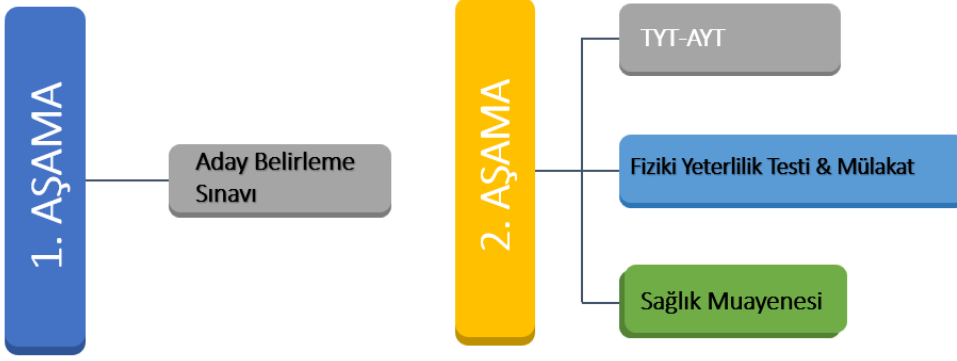 1. AŞAMA
Aday Belirleme
Sınavı
2. AŞAMA
TYT-AYT
Fiziki Yeterlilik Testi & Mülakat
Sağlık Muayenesi